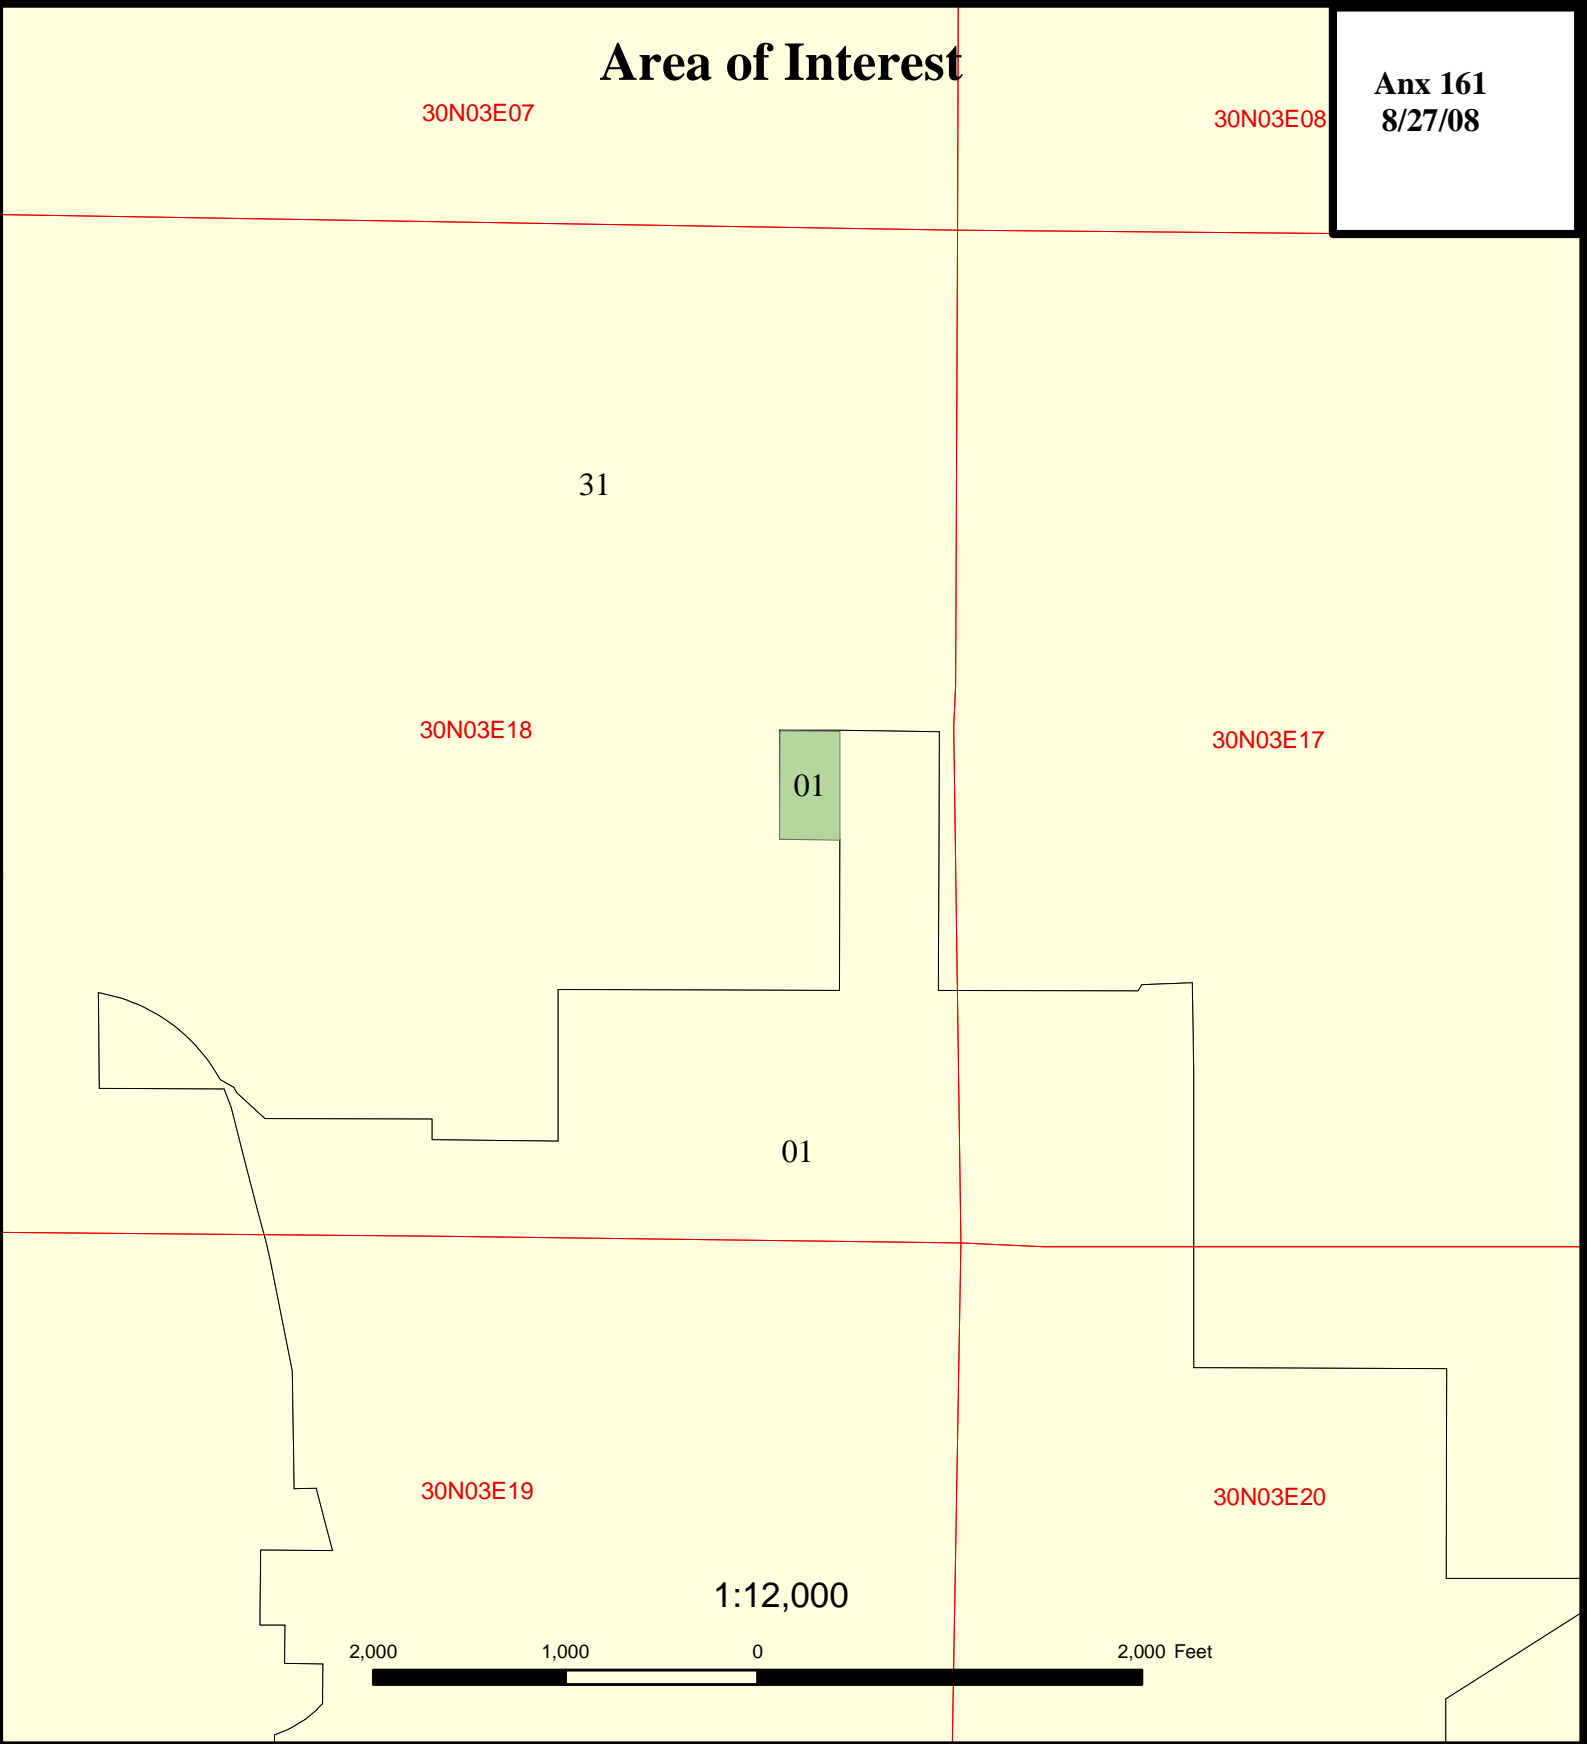 Area of Interest
Anx 161
8/27/08
30N03E07
30N03E08
31
30N03E18
30N03E17
01
01
30N03E19
30N03E20
1:12,000
2,000 1,000 0 2,000 Feet